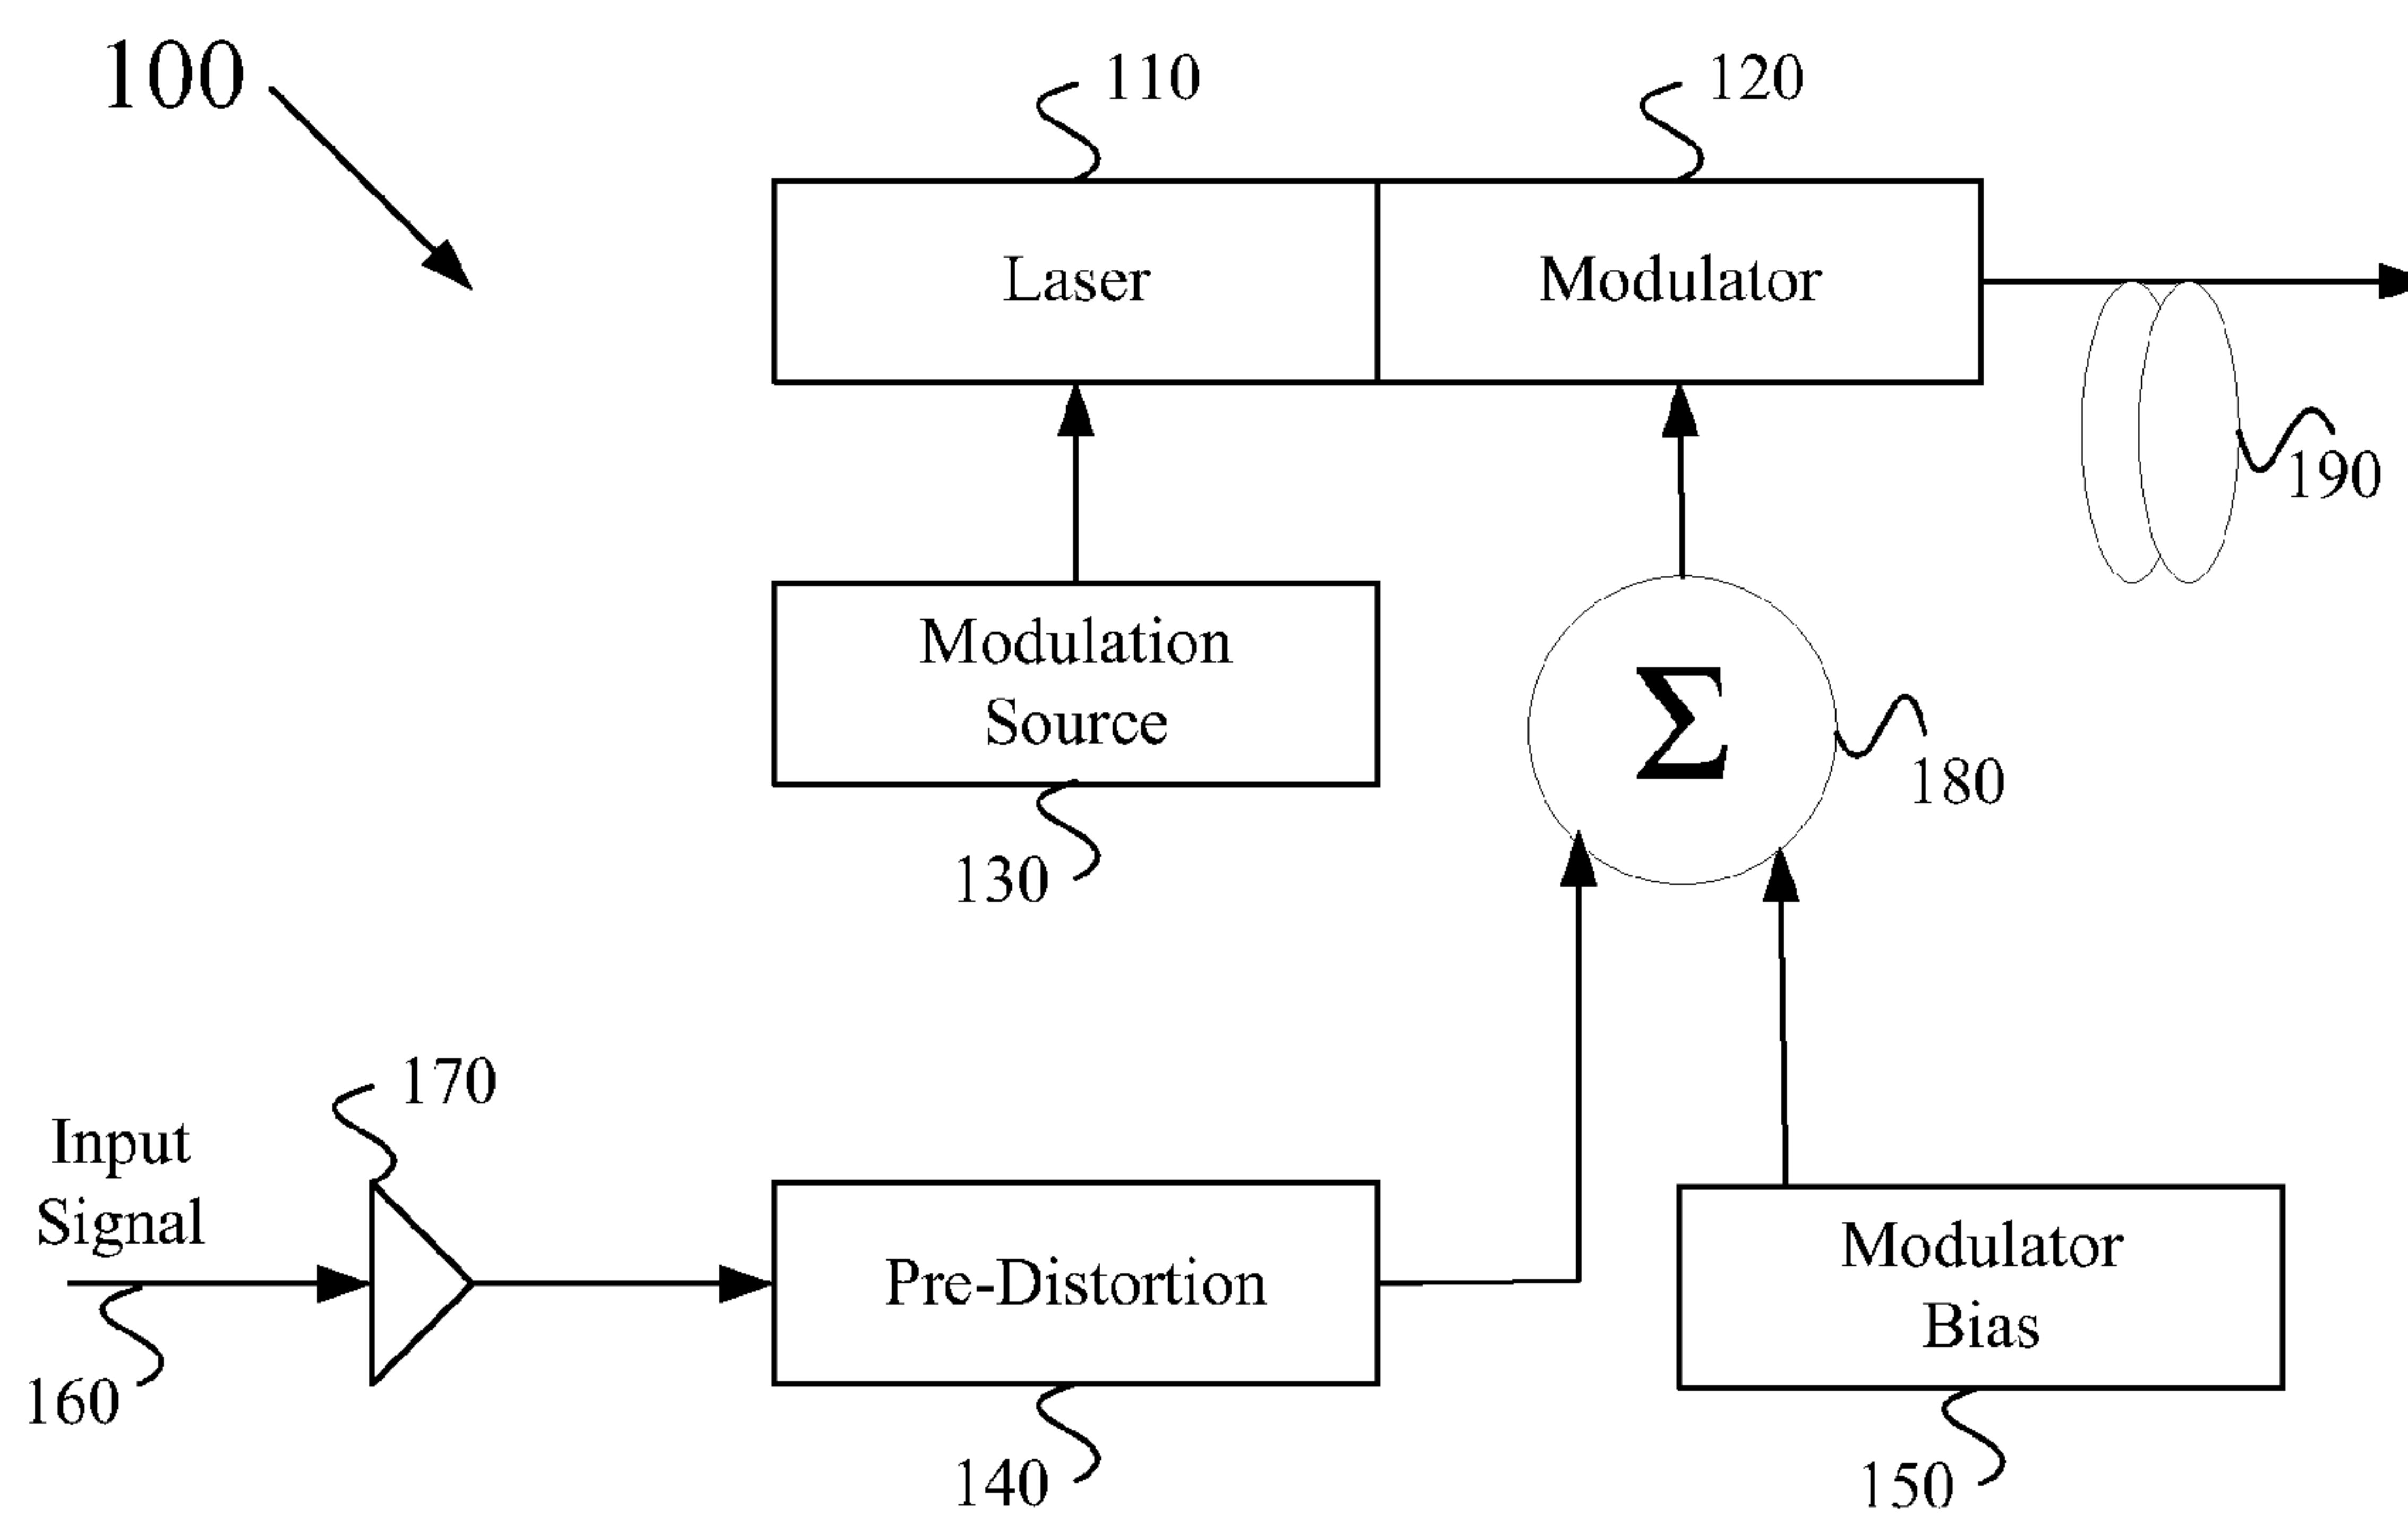 100
110
120
Laser
Modulator
190
Modulation
Source
Σ
180
130
170
Input
Signal
Pre-Distortion
Modulator
Bias
160
140
150